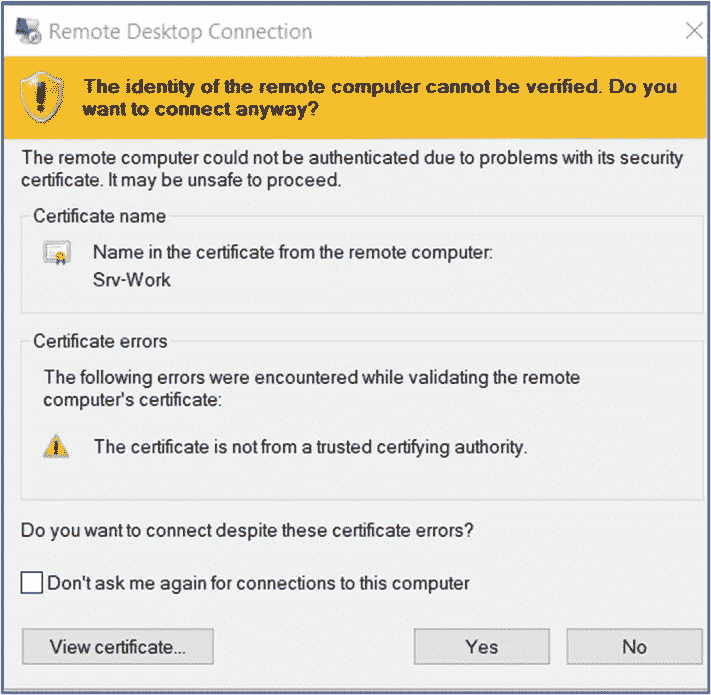 Remote Desktop Connection
The identity of the remote computer cannot be verified. Do you
want to connect anyway?
The remote computer could not be authenticated due to problems with its security
certificate. It may be unsafe to proceed.
Certificate name
Name in the certificate from the remote computer:
Srv-Work
Certificate errors
The following errors were encountered while validating the remote
computer's certificate:
The certificate is not from a trusted certifying authority.
Do you want to connect despite these certificate errors?
Don't ask me again for connections to this computer
View certificate...
Yes
No